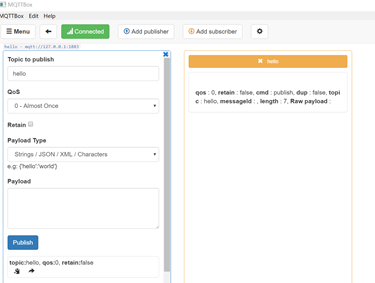 MQTTBox
MQTTBox Edit Help
Menu Connected Add publisher Add subscriber
hello - mqtt://127.0.0.1:1883
Topic to publish
hello
QoS
0 - Almost Once
Retain
Payload Type
Strings / JSON / XML / Characters
e.g: {'hello':'world'}
Payload
Publish
topic:hello, qos:0, retain:false
hello
qos : 0, retain : false, cmd : publish, dup : false, topi
c : hello, messageId : , length : 7, Raw payload :